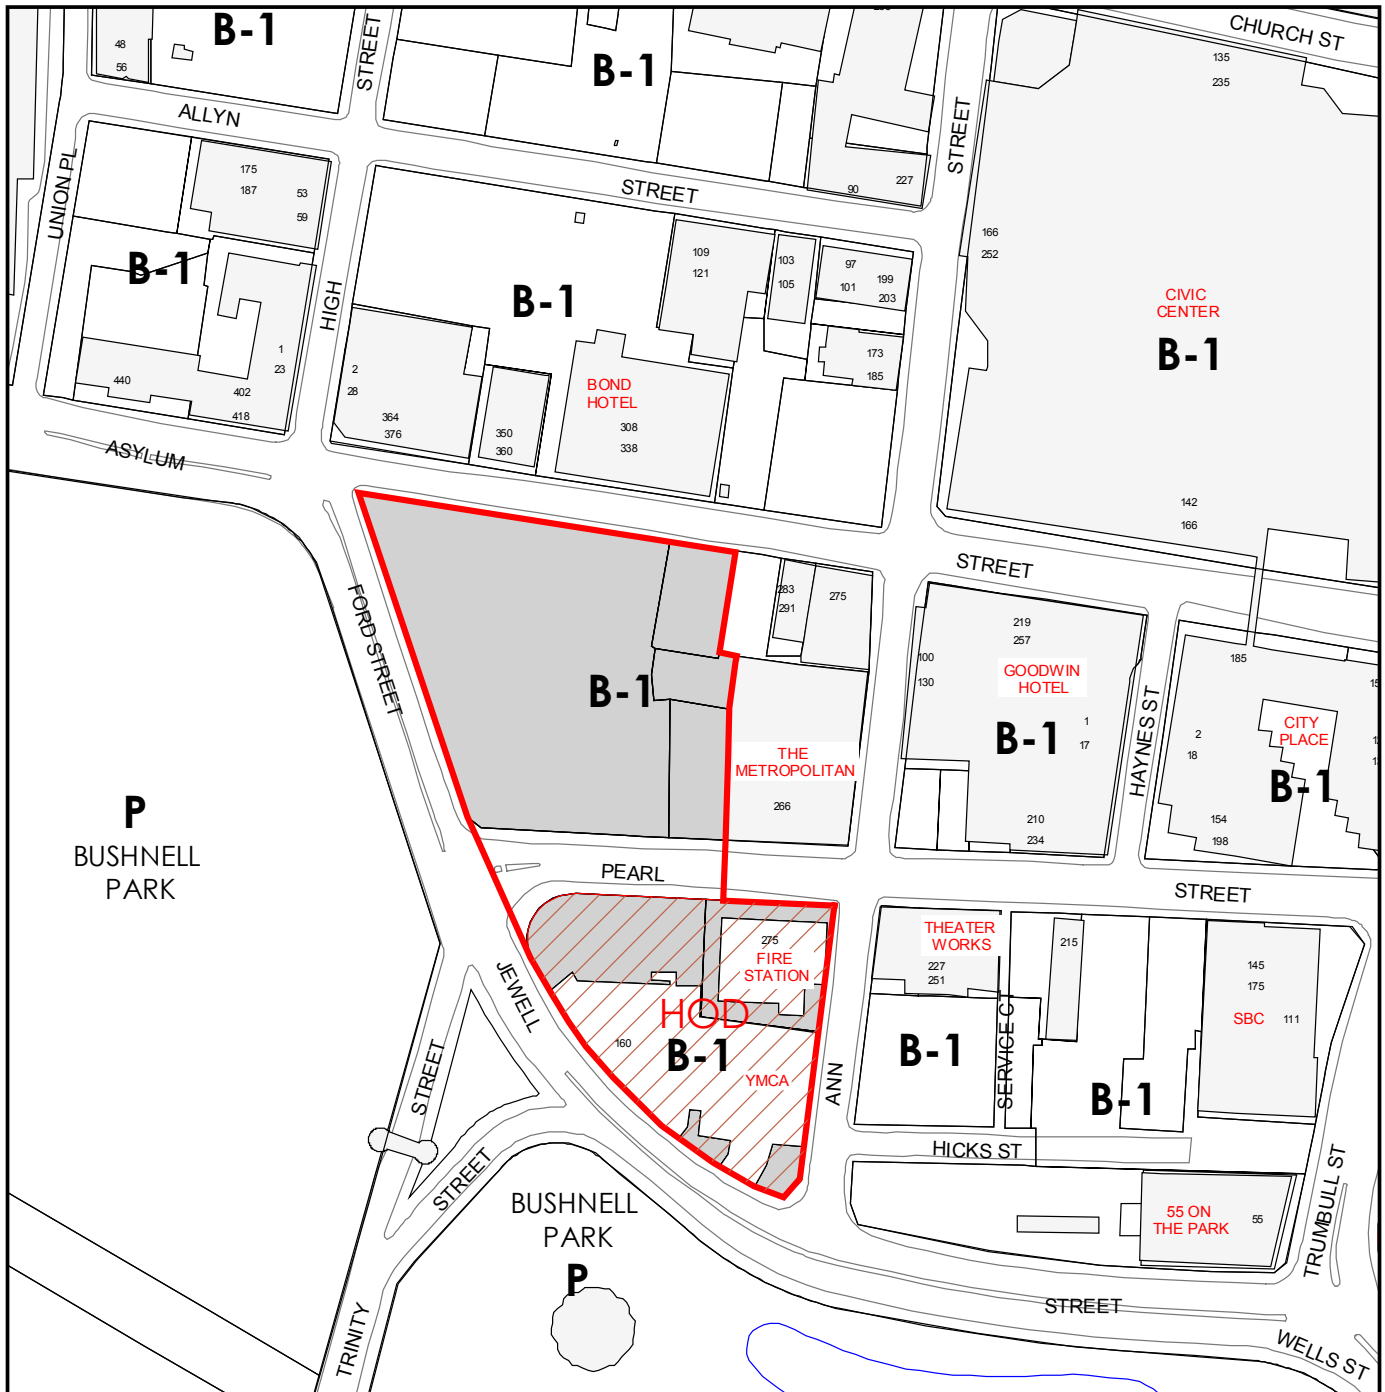 B-1
STREET
CHURCH ST
48
56
B-1
135
235
ALLYN
STREET
UNION PL
175
187
53
59
STREET
90
227
B-1
HIGH
109
121
103
105
97
101
199
203
166
252
B-1
CIVIC
CENTER
B-1
1
23
440
402
418
2
28
364
376
350
360
BOND
HOTEL
308
338
173
185
ASYLUM
142
166
STREET
FORD STREET
283
291
275
219
257
100
130
GOODWIN
HOTEL
B-1
1
17
HAYNES ST
185
2
18
CITY
PLACE
B-1
154
198
B-1
THE
METROPOLITAN
266
210
234
P
BUSHNELL
PARK
PEARL
STREET
275
FIRE
STATION
THEATER
WORKS
227
251
215
145
175
SBC
111
JEWELL
HOD
B-1
160
YMCA
ANN
B-1
SERVICE CT
B-1
STREET
HICKS ST
STREET
BUSHNELL
PARK
P
55 ON
THE PARK
55
TRUMBULL ST
TRINITY
STREET
WELLS ST